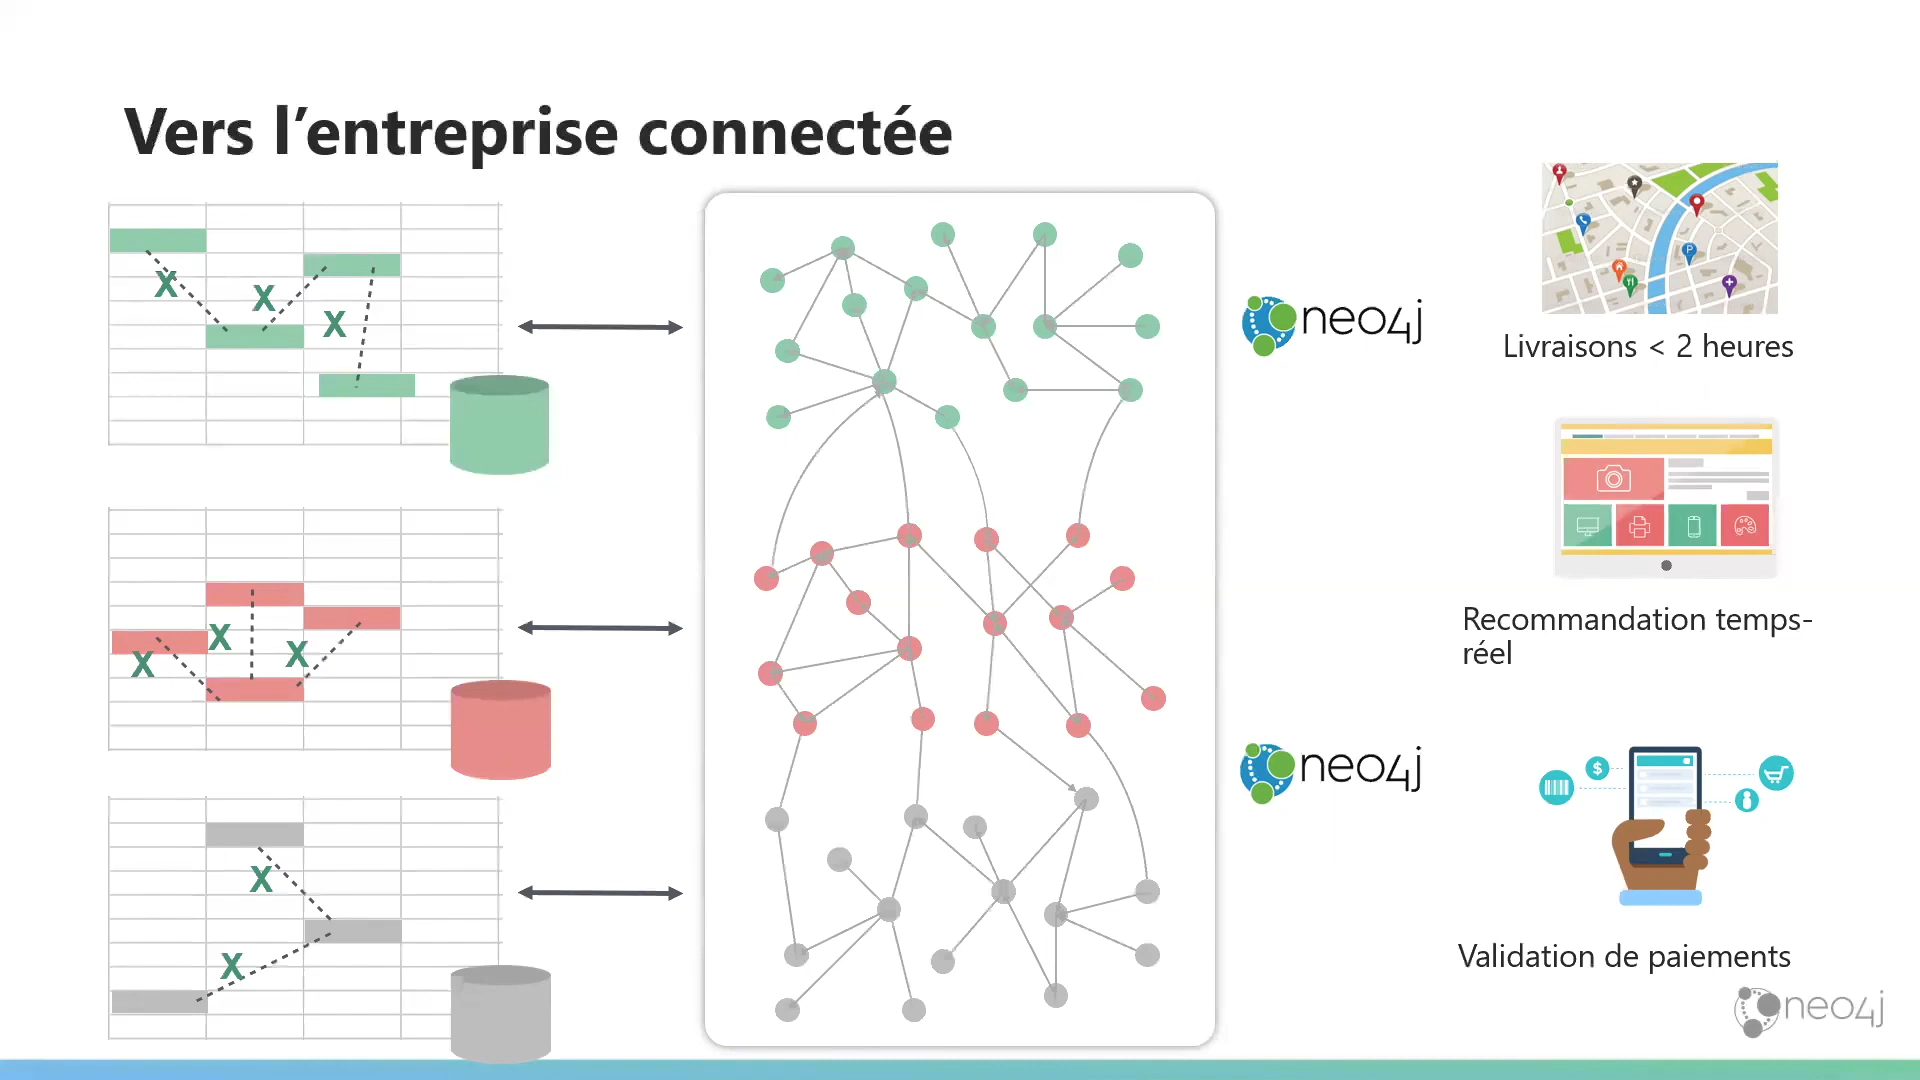 Vers l’entreprise connectée
X
X
X
neo4j
Livraisons < 2 heures
P
X
X
X
Recommandation temps-
réel
neo4j
$
X
X
Validation de paiements
neo4j